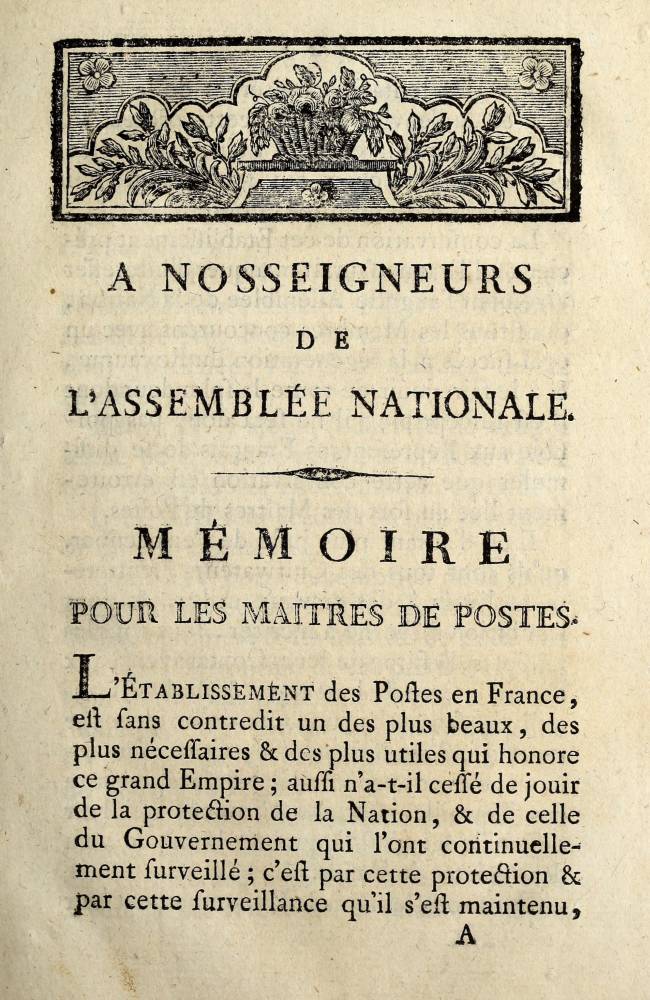 A NOSSEIGNEURS
DE
L'ASSEMBLÉE NATIONALE.
MÉMOIRE
POUR LES MAITRES DE POSTES.
L'ÉTABLISSEMENT des Poſtes en France,
eſt ſans contredit un des plus beaux, des
plus néceſſaires & des plus utiles qui honore
ce grand Empire ; auſſi n'a-t-il ceſſé de jouir
de la protection de la Nation, & de celle
du Gouvernement qui l'ont continuelle-
ment ſurveillé ; c'eſt par cette protection &
par cette ſurveillance qu'il s'eſt maintenu,
A